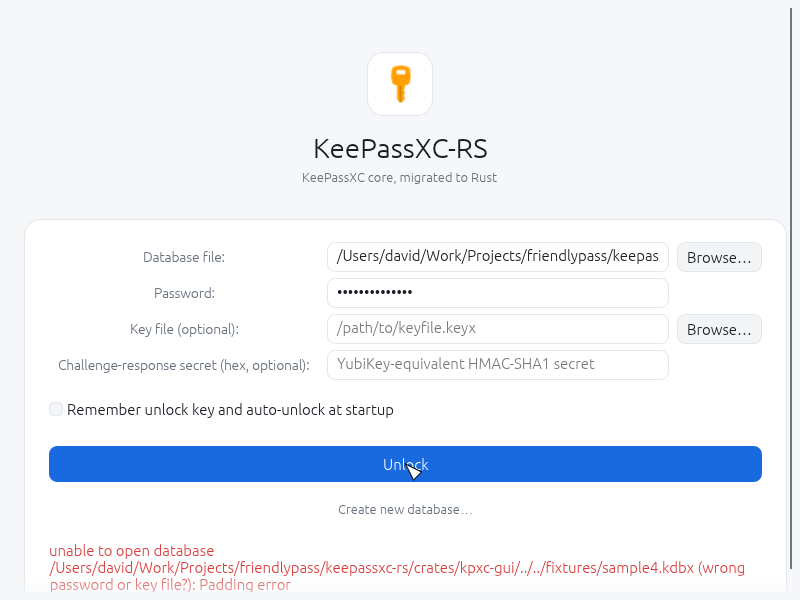 KeePassXC-RS
KeePassXC core, migrated to Rust
Database file:
/Users/david/Work/Projects/friendlypass/keepas
Browse...
Password:
••••••••••••••
Key file (optional):
/path/to/keyfile.keyx
Browse...
Challenge-response secret (hex, optional):
YubiKey-equivalent HMAC-SHA1 secret
Remember unlock key and auto-unlock at startup
Unlock
Create new database...
unable to open database
/Users/david/Work/Projects/friendlypass/keepassxc-rs/crates/kpxc-gui/../../fixtures/sample4.kdbx (wrong
password or key file?): Padding error